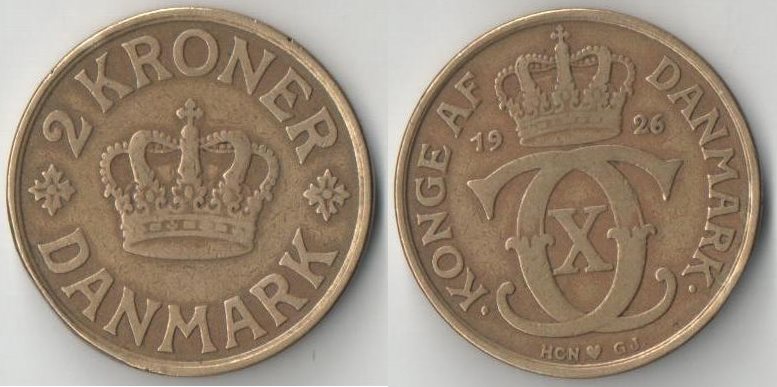 2 KRONER
DANMARK
KONGE AF DANMARK
19 26
X
HCN ♥ GJ.